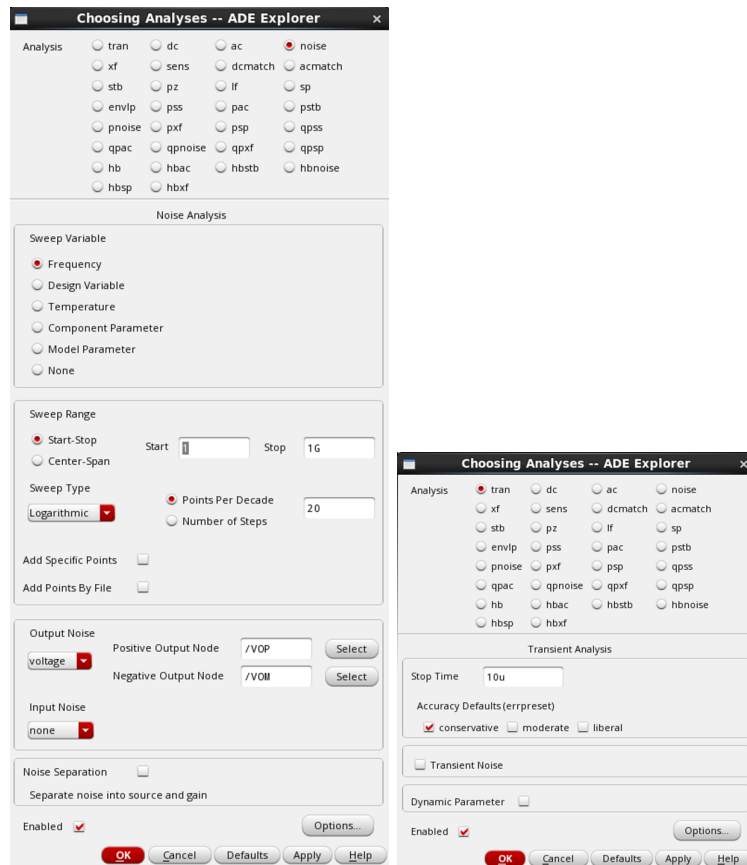 Choosing Analyses -- ADE Explorer ×
Analysis tran dc ac noise
xf sens dcmatch acmatch
stb pz lf sp
envlp pss pac pstb
pnoise pxf psp qpss
qpac qpnoise qpxf qpsp
hb hbac hbstb hbnoise
hbsp hbxf
Noise Analysis
Sweep Variable
Frequency
Design Variable
Temperature
Component Parameter
Model Parameter
None
Sweep Range
Start-Stop Start 1 Stop 1G
Center-Span
Sweep Type
Logarithmic Points Per Decade 20
Number of Steps
Add Specific Points
Add Points By File
Output Noise
voltage Positive Output Node /VOP Select
Negative Output Node /VOM Select
Input Noise
none
Noise Separation
Separate noise into source and gain
Enabled Options...
OK Cancel Defaults Apply Help
Choosing Analyses -- ADE Explorer ×
Analysis tran dc ac noise
xf sens dcmatch acmatch
stb pz lf sp
envlp pss pac pstb
pnoise pxf psp qpss
qpac qpnoise qpxf qpsp
hb hbac hbstb hbnoise
hbsp hbxf
Transient Analysis
Stop Time 10u
Accuracy Defaults (errpreset)
conservative moderate liberal
Transient Noise
Dynamic Parameter
Enabled Options...
OK Cancel Defaults Apply Help